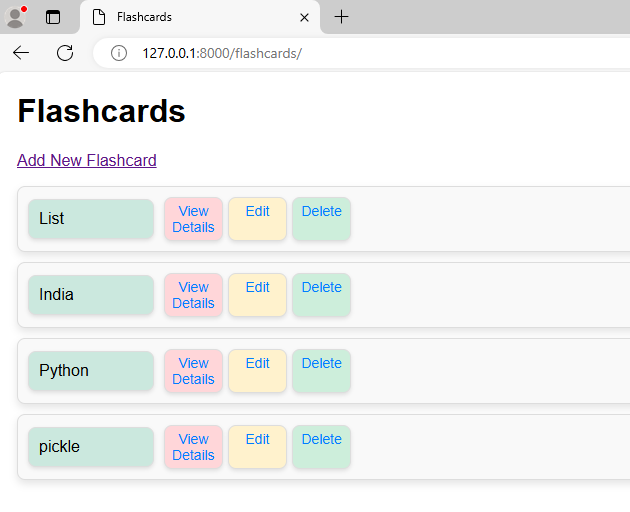 Flashcards
127.0.0.1:8000/flashcards/
Flashcards
Add New Flashcard
List
View
Details
Edit
Delete
India
View
Details
Edit
Delete
Python
View
Details
Edit
Delete
pickle
View
Details
Edit
Delete